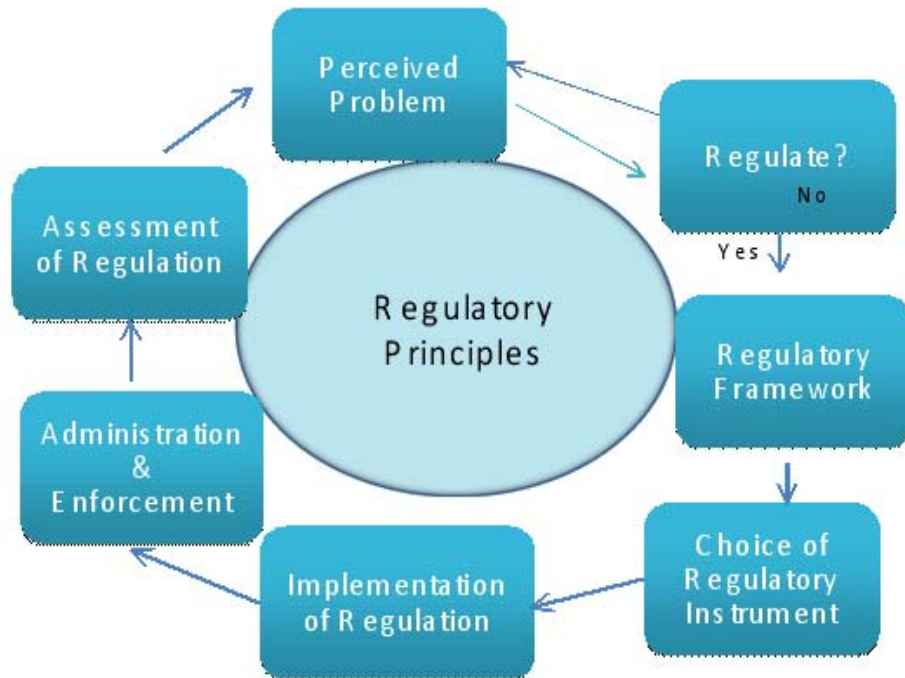 Perceived
Problem
Regulate?
No
Yes
Regulatory
Framework
Choice of
Regulatory
Instrument
Implementation
of Regulation
Administration
&
Enforcement
Assessment
of Regulation
Regulatory
Principles